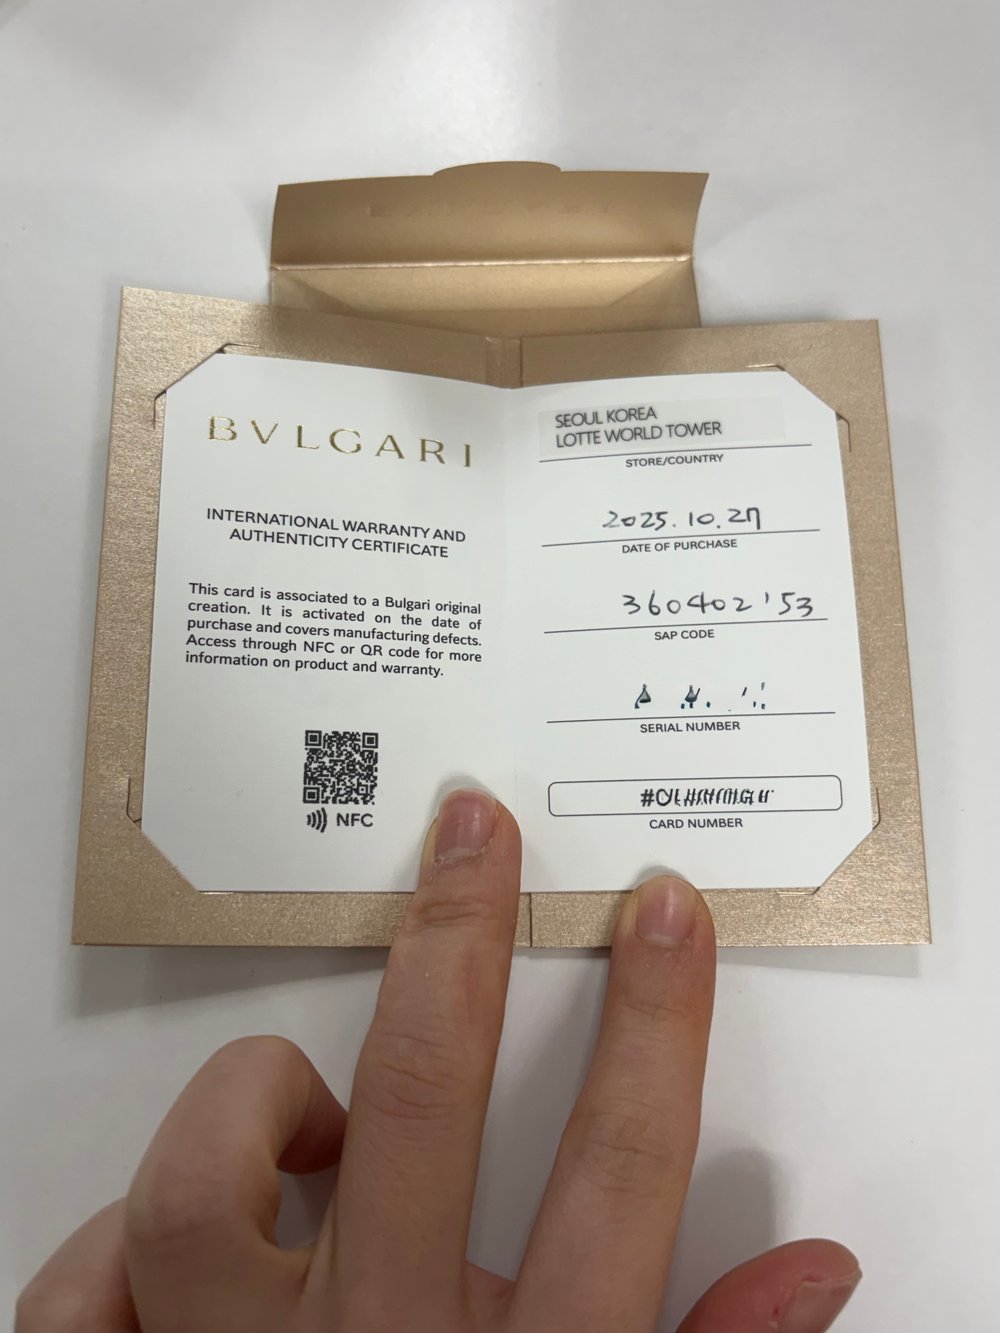 BVLGARI
INTERNATIONAL WARRANTY AND
AUTHENTICITY CERTIFICATE
This card is associated to a Bulgari original
creation. It is activated on the date of
purchase and covers manufacturing defects.
Access through NFC or QR code for more
information on product and warranty.
NFC
SEOUL KOREA
LOTTE WORLD TOWER
STORE/COUNTRY
2025.10.27
DATE OF PURCHASE
SAP CODE
SERIAL NUMBER
CARD NUMBER